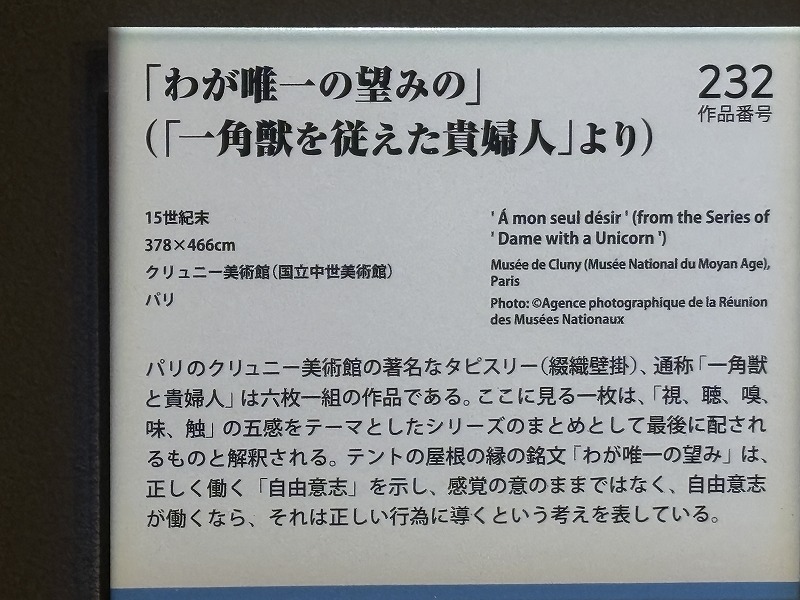 「わが唯一の望みの」
(「一角獣を従えた貴婦人」より)
232
作品番号
15世紀末
378×466cm
クリュニー美術館(国立中世美術館)
パリ
' Á mon seul désir ' (from the Series of
' Dame with a Unicorn ')
Musée de Cluny (Musée National du Moyan Age),
Paris
Photo: ©Agence photographique de la Réunion
des Musées Nationaux
パリのクリュニー美術館の著名なタピスリー(綴織壁掛)、通称「一角獣
と貴婦人」は六枚一組の作品である。ここに見る一枚は、「視、聴、嗅、
味、触」の五感をテーマとしたシリーズのまとめとして最後に配され
るものと解釈される。テントの屋根の縁の銘文「わが唯一の望み」は、
正しく働く「自由意志」を示し、感覚の意のままではなく、自由意志
が働くなら、それは正しい行為に導くという考えを表している。